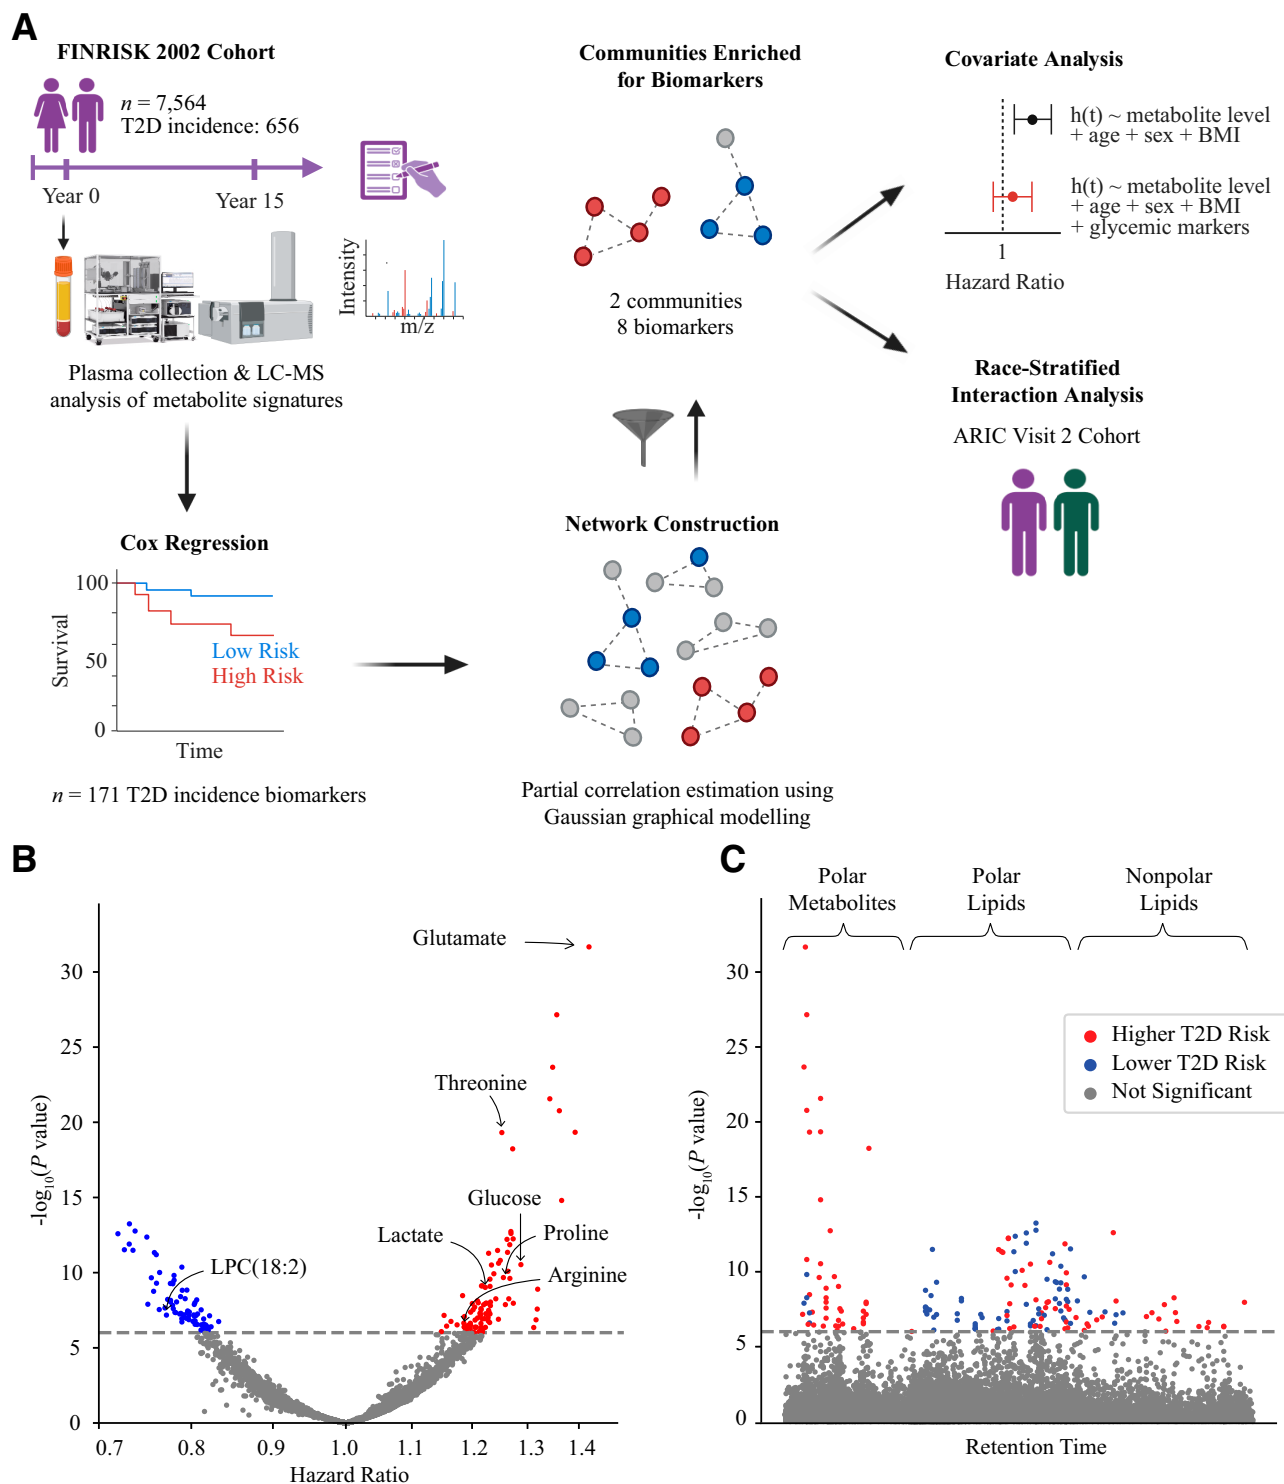 A
FINRISK 2002 Cohort
n = 7,564
T2D incidence: 656
Year 0
Year 15
Intensity
m/z
Plasma collection & LC-MS
analysis of metabolite signatures
Cox Regression
100
50
0
Survival
Low Risk
High Risk
Time
n = 171 T2D incidence biomarkers
Communities Enriched
for Biomarkers
2 communities
8 biomarkers
Network Construction
Partial correlation estimation using
Gaussian graphical modelling
Covariate Analysis
h(t) ~ metabolite level
+ age + sex + BMI
h(t) ~ metabolite level
+ age + sex + BMI
+ glycemic markers
1
Hazard Ratio
Race-Stratified
Interaction Analysis
ARIC Visit 2 Cohort
B
30
25
20
15
10
5
0
-log10(P value)
Glutamate
Threonine
Glucose
Lactate
Proline
Arginine
LPC(18:2)
0.7 0.8 0.9 1.0 1.1 1.2 1.3 1.4
Hazard Ratio
C
Polar
Metabolites
Polar
Lipids
Nonpolar
Lipids
30
25
20
15
10
5
0
-log10(P value)
Higher T2D Risk
Lower T2D Risk
Not Significant
Retention Time